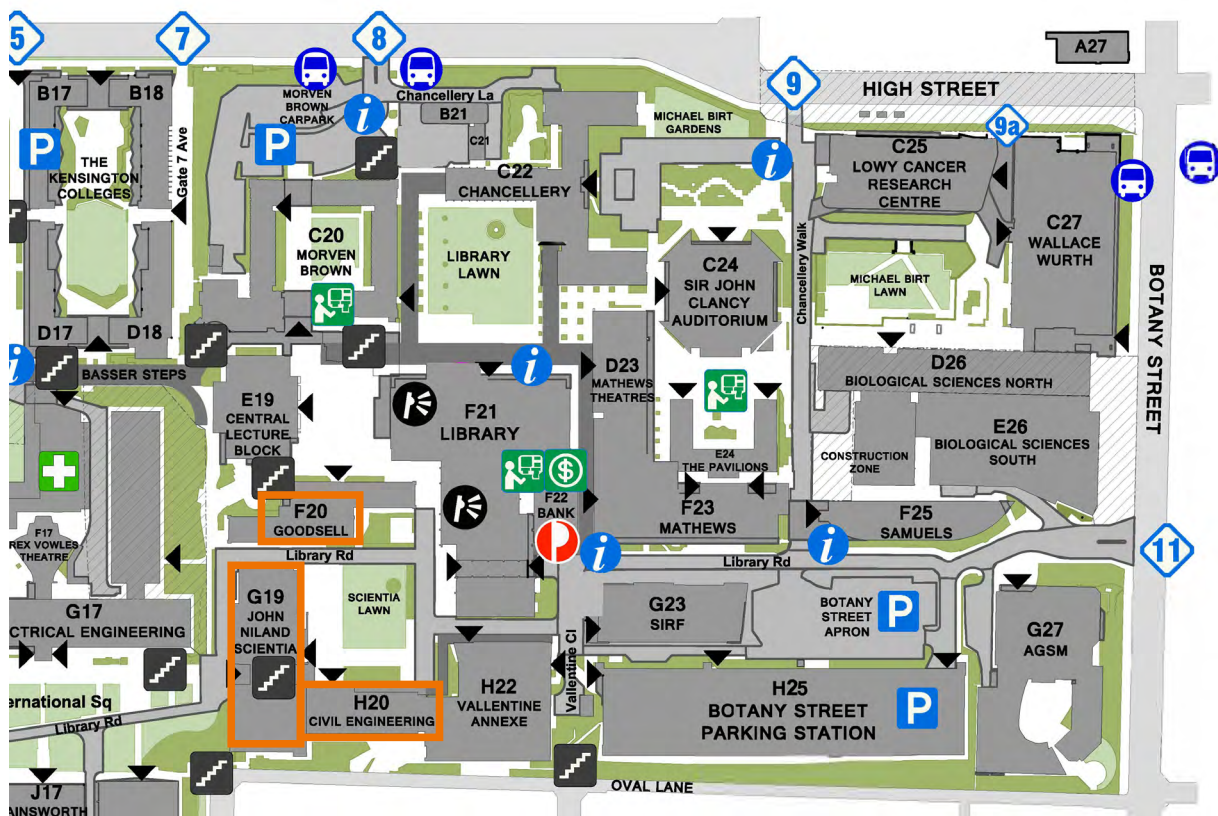 5
7
8
9
9a
A27
HIGH STREET
B17
B18
MORVEN
BROWN
CARPARK
Chancellery La
B21
C21
MICHAEL BIRT
GARDENS
P
P
THE
KENSINGTON
COLLEGES
Gate 7 Ave
C22
CHANCELLERY
C25
LOWY CANCER
RESEARCH
CENTRE
C20
MORVEN
BROWN
LIBRARY
LAWN
C24
SIR JOHN
CLANCY
AUDITORIUM
Chancellery Walk
MICHAEL BIRT
LAWN
C27
WALLACE
WURTH
BOTANY STREET
D17
D18
BASSER STEPS
D23
MATHEWS
THEATRES
D26
BIOLOGICAL SCIENCES NORTH
E19
CENTRAL
LECTURE
BLOCK
F21
LIBRARY
E24
THE PAVILIONS
CONSTRUCTION
ZONE
E26
BIOLOGICAL SCIENCES
SOUTH
F20
GOODSELL
$
F22
BANK
F23
MATHEWS
F25
SAMUELS
F17
REX VOWLES
THEATRE
Library Rd
Library Rd
11
G17
CTRICAL ENGINEERING
G19
JOHN
NILAND
SCIENTIA
SCIENTIA
LAWN
G23
SIRF
BOTANY
STREET
APRON
P
G27
AGSM
Vallentine Cl
ernational Sq
Library Rd
H20
CIVIL ENGINEERING
H22
VALLANTINE
ANNEXE
H25
BOTANY STREET
PARKING STATION
P
J17
AINSWORTH
OVAL LANE